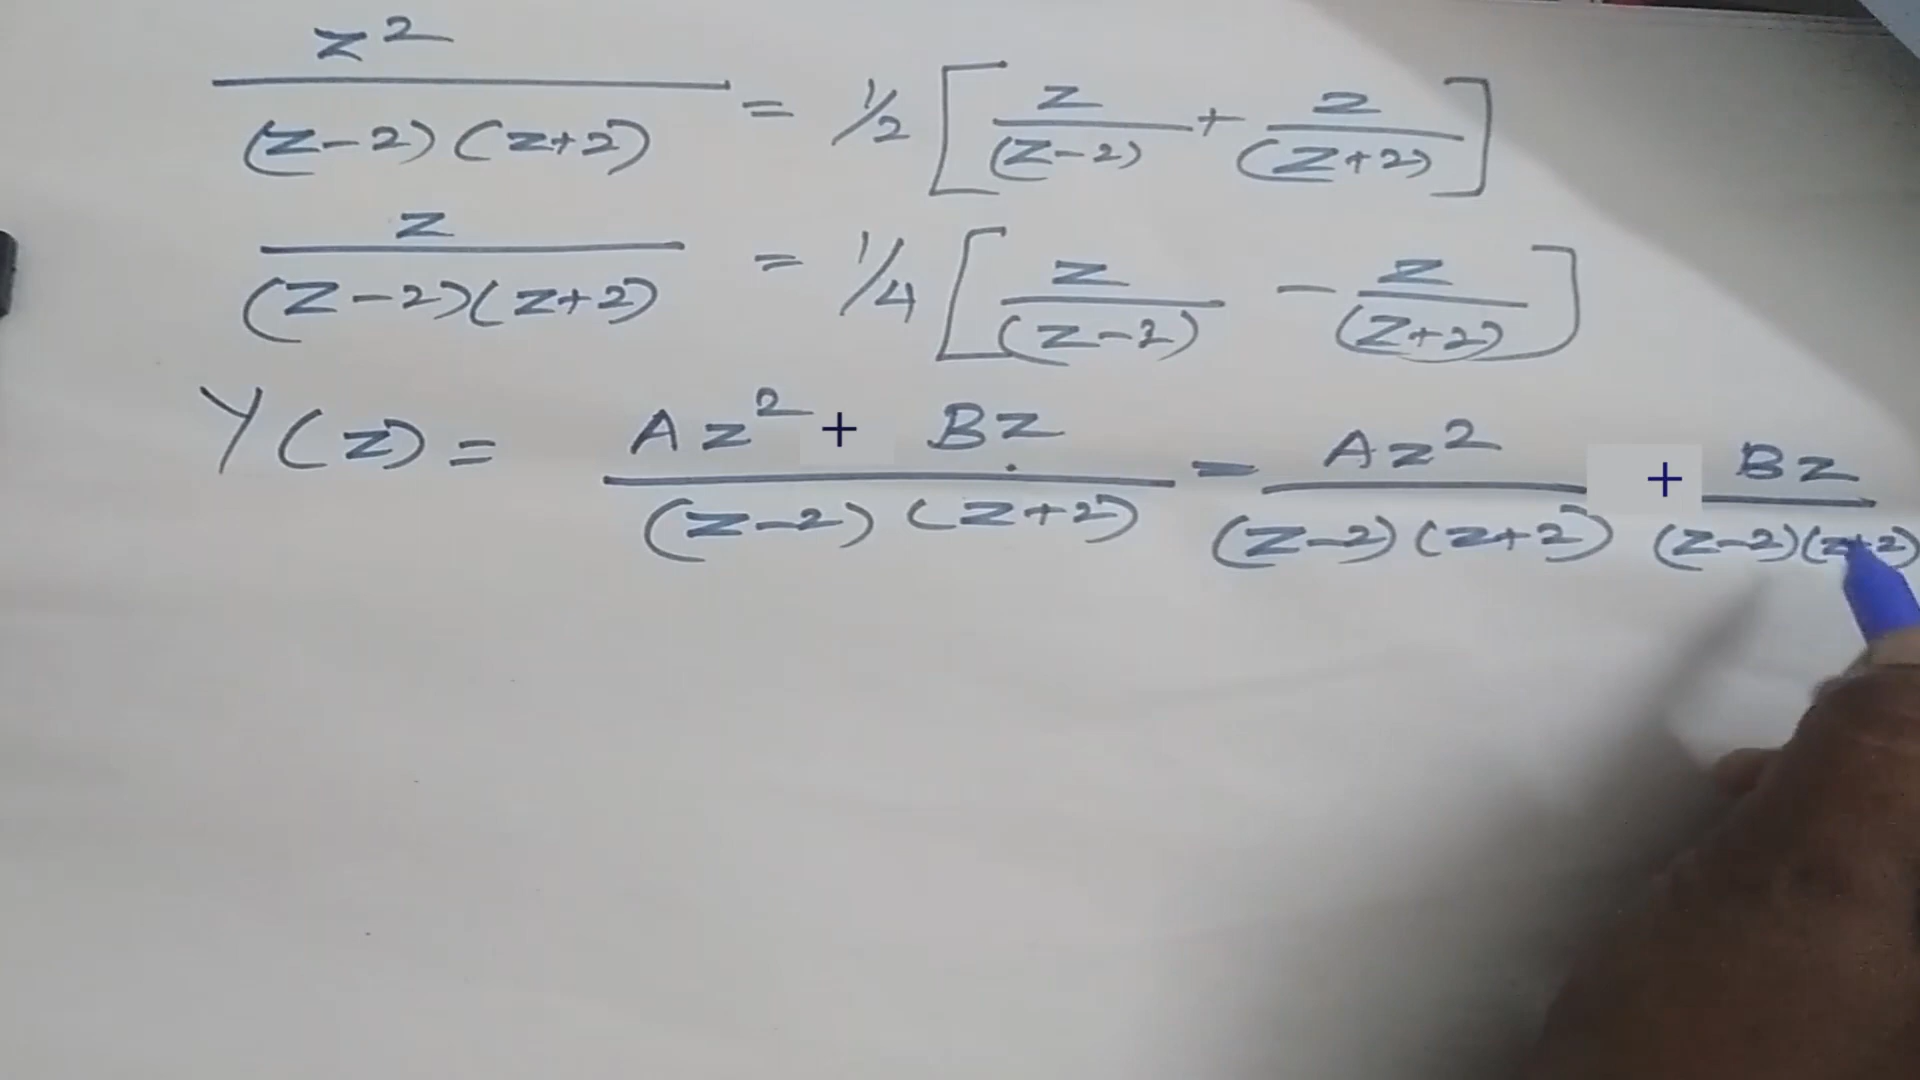 z² / (z-2)(z+2) = 1/2 [ z / (z-2) + z / (z+2) ]
z / (z-2)(z+2) = 1/4 [ z / (z-2) - z / (z+2) ]
Y(z) = Az² + Bz / (z-2)(z+2) = Az² / (z-2)(z+2) + Bz / (z-2)(z+2)